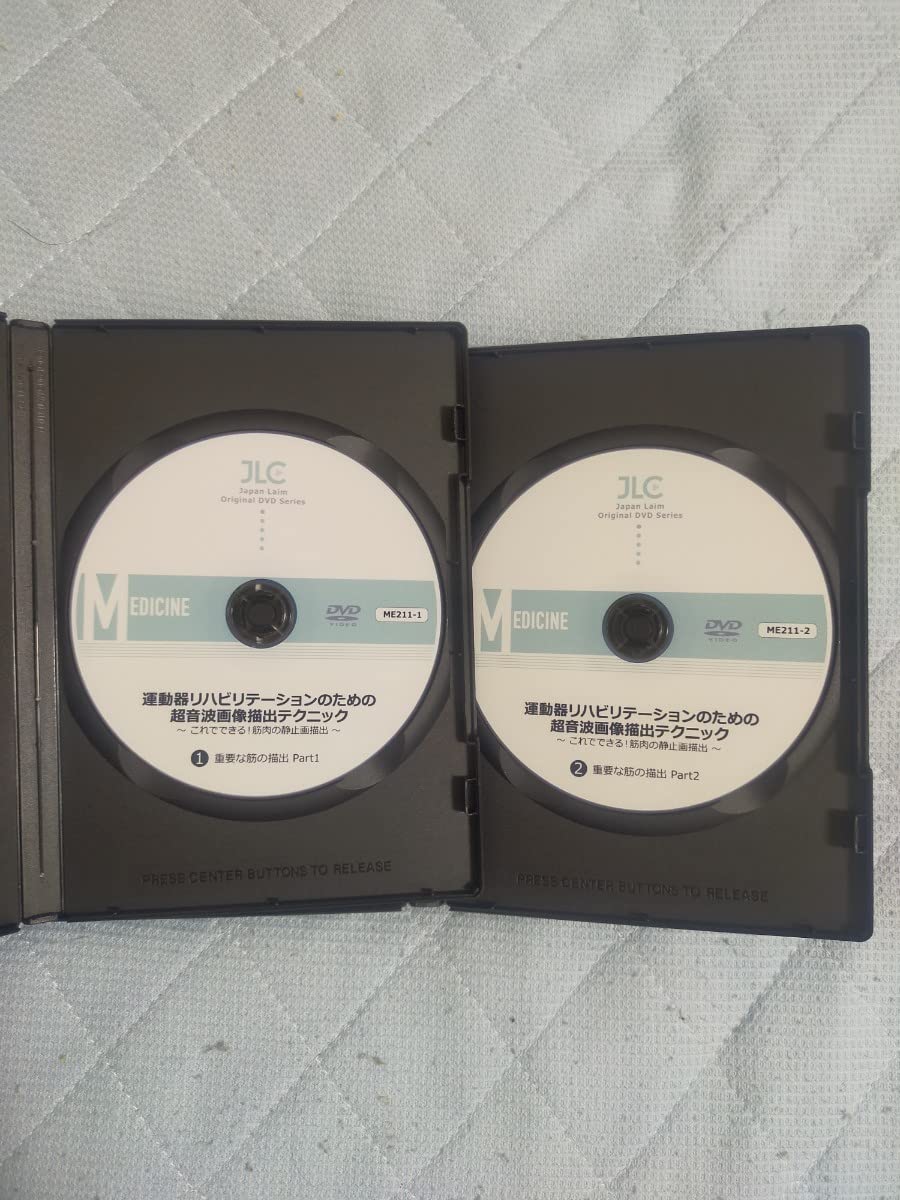 JLC
Japan Laim
Original DVD Series
MEDICINE
DVD
VIDEO
ME211-1
運動器リハビリテーションのための
超音波画像描出テクニック
~ これでできる!筋肉の静止画描出 ~
1 重要な筋の描出 Part1
PRESS CENTER BUTTONS TO RELEASE
JLC
Japan Laim
Original DVD Series
MEDICINE
DVD
VIDEO
ME211-2
運動器リハビリテーションのための
超音波画像描出テクニック
~ これでできる!筋肉の静止画描出 ~
2 重要な筋の描出 Part2
PRESS CENTER BUTTONS TO RELEASE